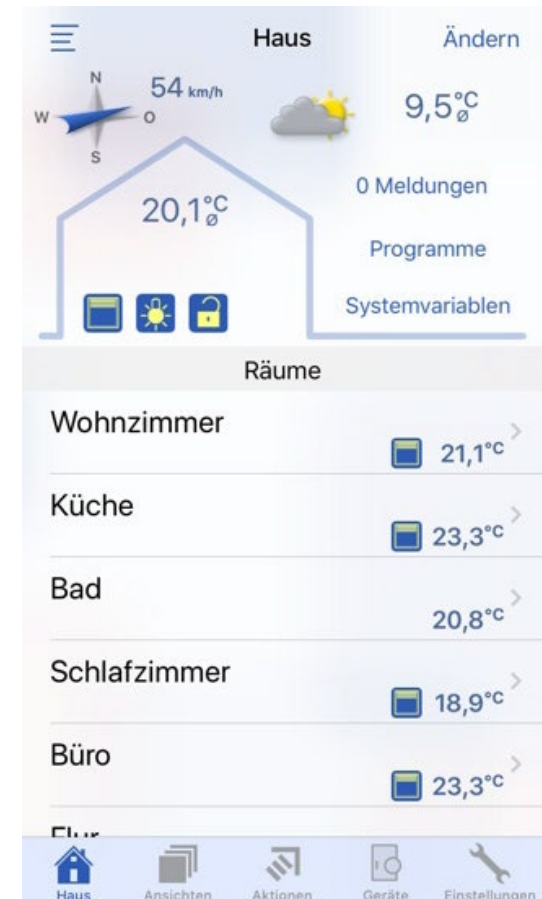 Haus
Ändern
N
54 km/h
W
O
S
9,5°C
ø
20,1°C
ø
0 Meldungen
Programme
Systemvariablen
Räume
Wohnzimmer
21,1°C
Küche
23,3°C
Bad
20,8°C
Schlafzimmer
18,9°C
Büro
23,3°C
Flur
Haus Ansichten Aktionen Geräte Einstellungen